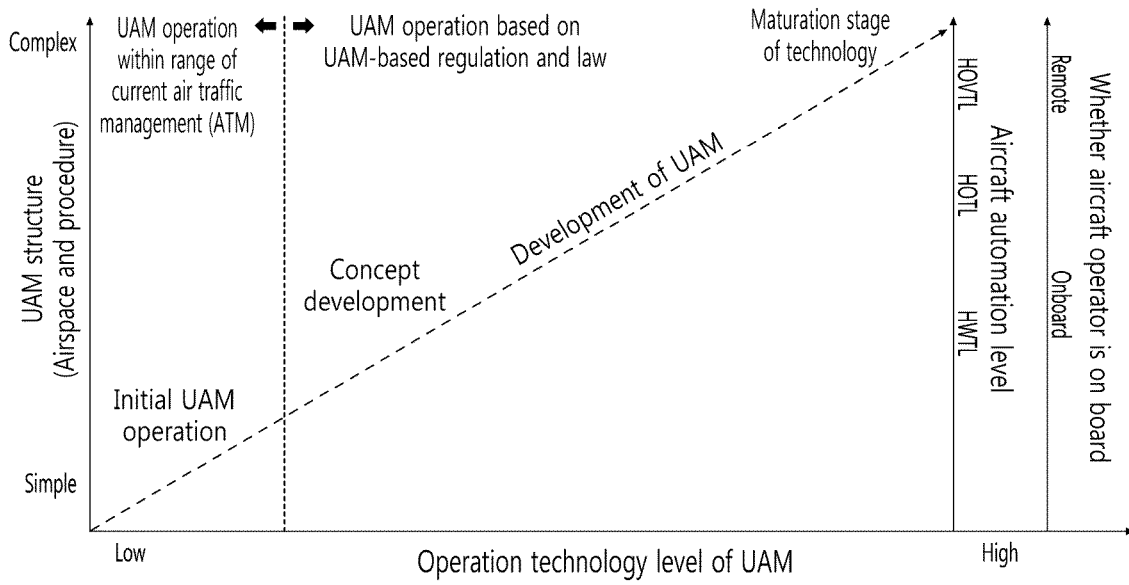 Complex
UAM operation
within range of
current air traffic
management (ATM)
UAM operation based on
UAM-based regulation and law
Maturation stage
of technology
UAM structure
(Airspace and procedure)
Development of UAM
Concept
development
Initial UAM
operation
Simple
HOVTL
HOTL
HWTL
Aircraft automation level
Remote
Onboard
Whether aircraft operator is on board
Low
Operation technology level of UAM
High